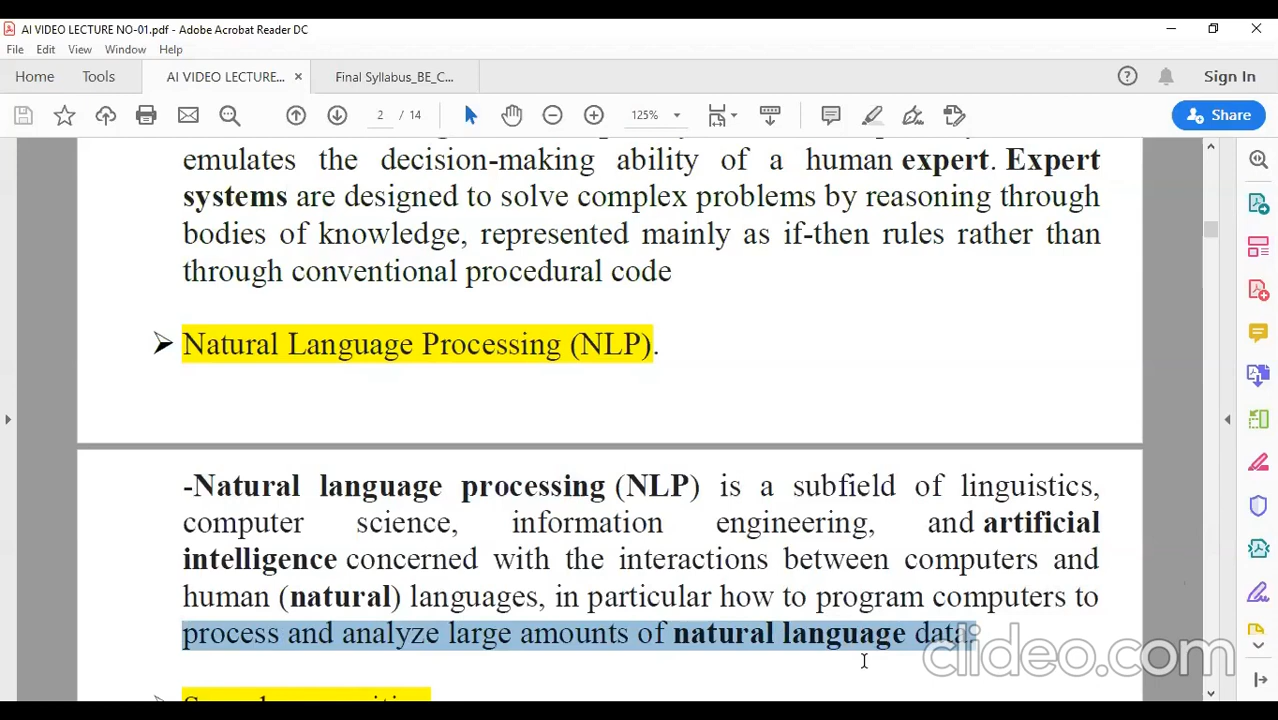 AI VIDEO LECTURE NO-01.pdf - Adobe Acrobat Reader DC
File Edit View Window Help
Home Tools AI VIDEO LECTURE... × Final Syllabus_BE_C... Sign In
2 / 14 125% Share
emulates the decision-making ability of a human expert. Expert
systems are designed to solve complex problems by reasoning through
bodies of knowledge, represented mainly as if-then rules rather than
through conventional procedural code
➢ Natural Language Processing (NLP).
-Natural language processing (NLP) is a subfield of linguistics,
computer science, information engineering, and artificial
intelligence concerned with the interactions between computers and
human (natural) languages, in particular how to program computers to
process and analyze large amounts of natural language data.
clideo.com